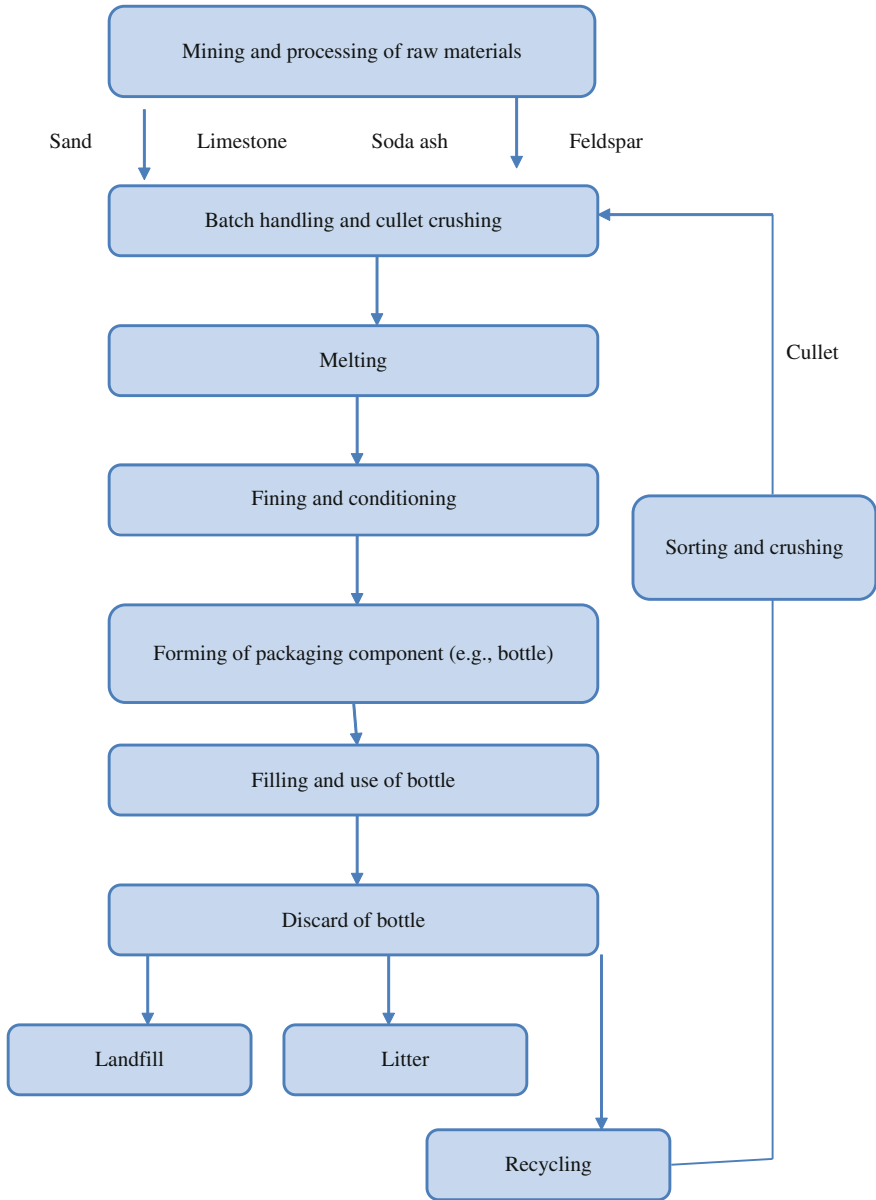 Mining and processing of raw materials
Sand
Limestone
Soda ash
Feldspar
Batch handling and cullet crushing
Melting
Cullet
Fining and conditioning
Sorting and crushing
Forming of packaging component (e.g., bottle)
Filling and use of bottle
Discard of bottle
Landfill
Litter
Recycling